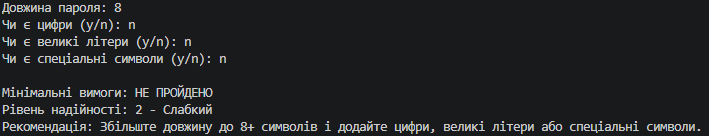 Довжина пароля: 8
Чи є цифри (y/n): n
Чи є великі літери (y/n): n
Чи є спеціальні символи (y/n): n
Мінімальні вимоги: НЕ ПРОЙДЕНО
Рівень надійності: 2 - Слабкий
Рекомендація: Збільште довжину до 8+ символів і додайте цифри, великі літери або спеціальні символи.